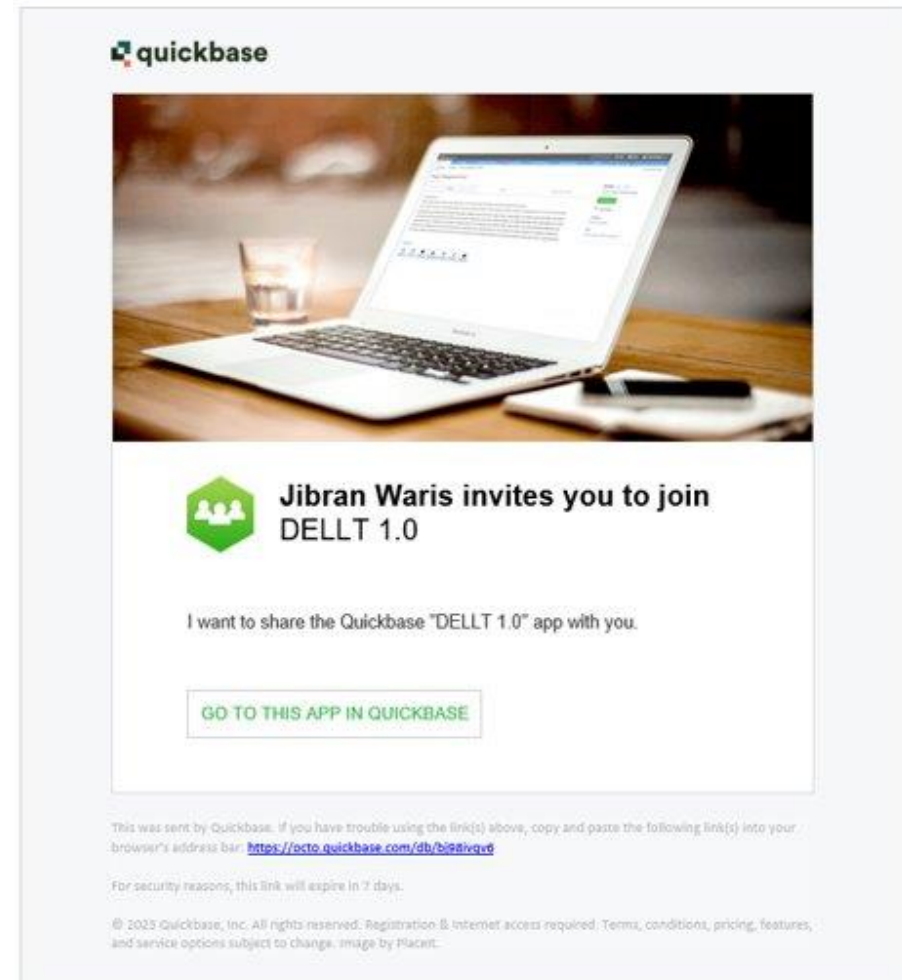 quickbase
Jibran Waris invites you to join
DELLT 1.0
I want to share the Quickbase "DELLT 1.0" app with you.
GO TO THIS APP IN QUICKBASE
This was sent by Quickbase. If you have trouble using the link(s) above, copy and paste the following link(s) into your
browser's address bar: https://octo.quickbase.com/db/bj98ivqv6
For security reasons, this link will expire in 7 days.
© 2023 Quickbase, Inc. All rights reserved. Registration & Internet access required. Terms, conditions, pricing, features,
and service options subject to change. Image by Placeit.